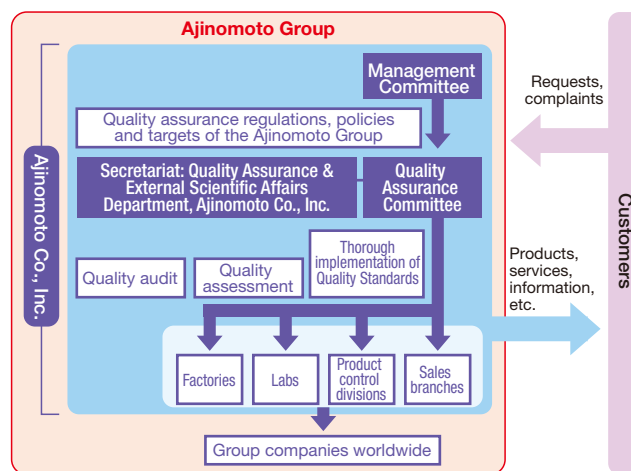 Ajinomoto Group
Management
Committee
Requests,
complaints
Quality assurance regulations, policies
and targets of the Ajinomoto Group
Ajinomoto Co., Inc.
Secretariat: Quality Assurance &
External Scientific Affairs
Department, Ajinomoto Co., Inc.
Quality
Assurance
Committee
Customers
Quality audit
Quality
assessment
Thorough
implementation of
Quality Standards
Products,
services,
information,
etc.
Factories
Labs
Product
control
divisions
Sales
branches
Group companies worldwide